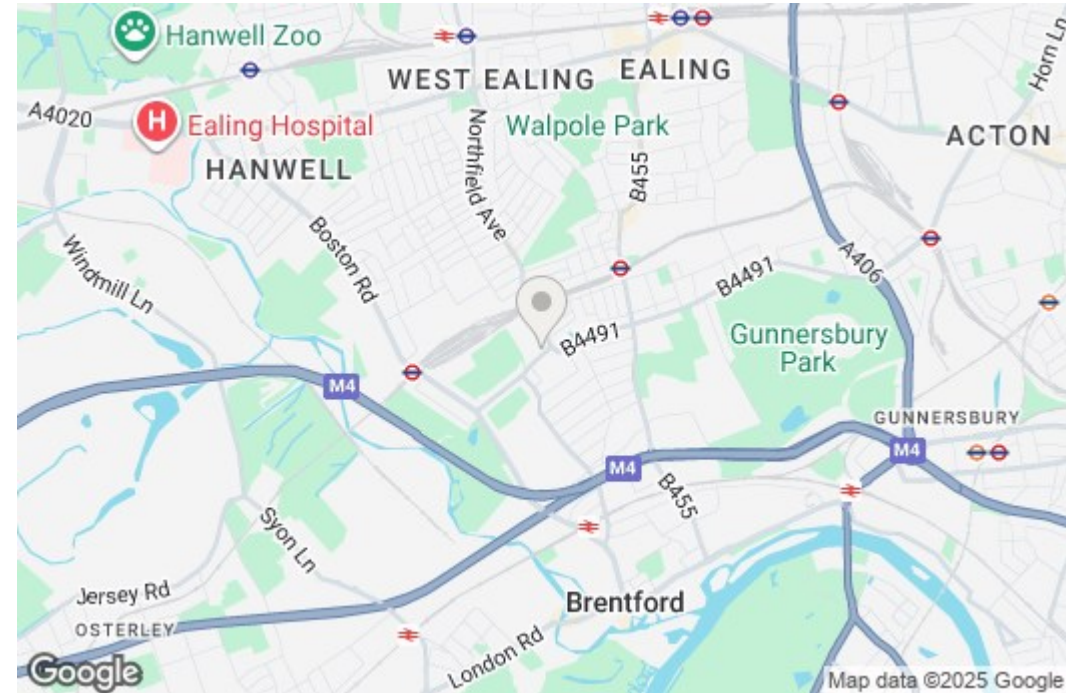 Hanwell Zoo
WEST EALING
EALING
Horn Ln
A4020
H
Ealing Hospital
Walpole Park
ACTON
HANWELL
Northfield Ave
B455
Boston Rd
Windmill Ln
A406
B4491
B4491
Gunnersbury
Park
M4
GUNNERSBURY
M4
M4
B455
Syon Ln
Jersey Rd
OSTERLEY
Brentford
London Rd
Google
Map data ©2025 Google